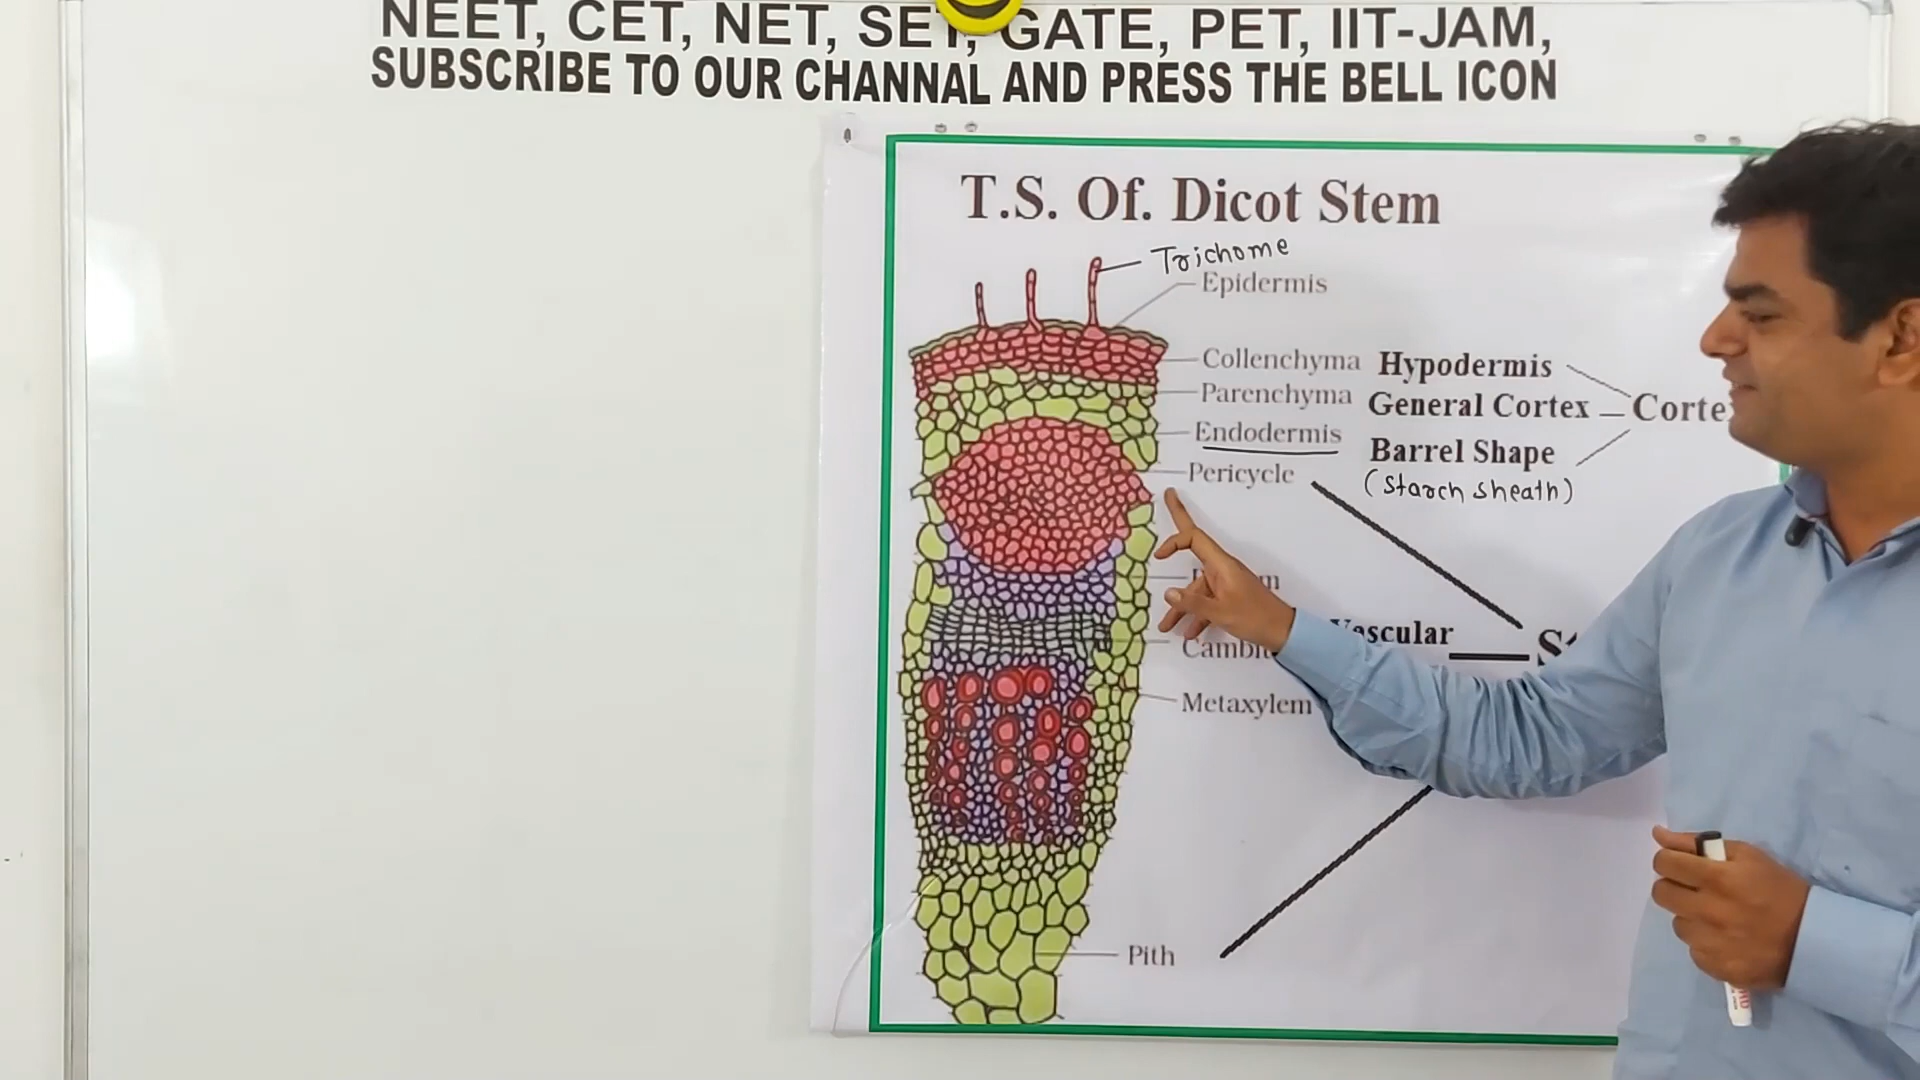 NEET, CET, NET, SET, GATE, PET, IIT-JAM,
SUBSCRIBE TO OUR CHANNAL AND PRESS THE BELL ICON
T.S. Of. Dicot Stem
Trichome
Epidermis
Collenchyma Hypodermis
Parenchyma General Cortex
Endodermis Barrel Shape
Pericycle (Starch sheath)
Vascular
Metaxylem
Pith